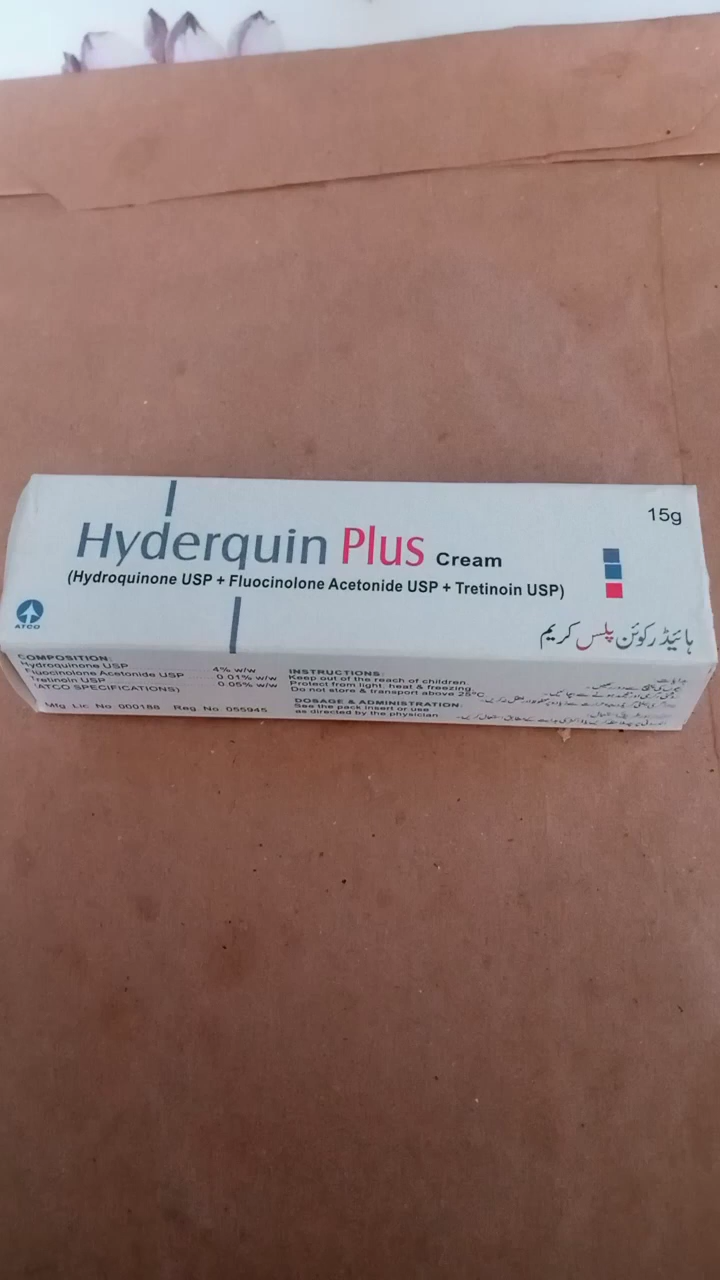 15g
Hyderquin Plus Cream
(Hydroquinone USP + Fluocinolone Acetonide USP + Tretinoin USP)
ATCO
ہائیڈرکوئن پلس کریم
COMPOSITION:
Hydroquinone USP 4% w/w
Fluocinolone Acetonide USP 0.01% w/w
Tretinoin USP 0.05% w/w
(ATCO SPECIFICATIONS)
Mfg. Lic. No. 000188 Reg. No. 055945
INSTRUCTIONS:
Keep out of the reach of children.
Protect from light, heat & freezing.
Do not store & transport above 25°C.
DOSAGE & ADMINISTRATION:
See the pack insert or use
as directed by the physician.